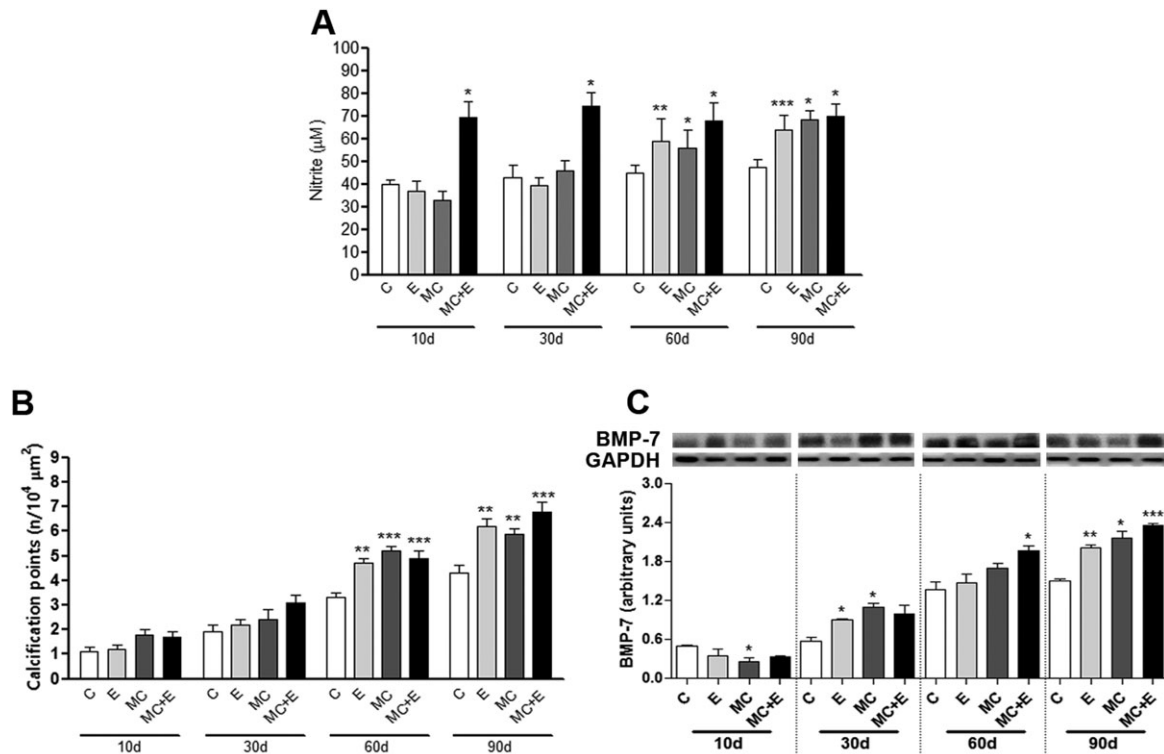 A
100
90
80
70
60
50
40
30
20
10
0
Nitrite (µM)
* * ** * * *** * *
C E MC MC+E C E MC MC+E C E MC MC+E C E MC MC+E
10d 30d 60d 90d
B
9
8
7
6
5
4
3
2
1
0
Calcification points (n/10⁴ µm²)
** *** *** ** ** ***
C E MC MC+E C E MC MC+E C E MC MC+E C E MC MC+E
10d 30d 60d 90d
C
BMP-7
GAPDH
3.0
2.4
1.8
1.2
0.6
0.0
BMP-7 (arbitrary units)
* * * * ** * ***
C E MC MC+E C E MC MC+E C E MC MC+E C E MC MC+E
10d 30d 60d 90d